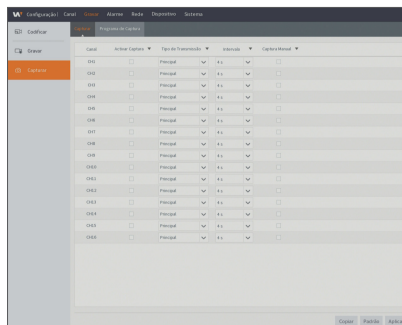 Configuração | Canal Gravar Alarme Rede Dispositivo Sistema
Captura Programa de Captura
Codificar
Gravar
Capturar
Canal Activar Captura Tipo de Transmissão Intervalo Captura Manual
CH1 Principal 4 s
CH2 Principal 4 s
CH3 Principal 4 s
CH4 Principal 4 s
CH5 Principal 4 s
CH6 Principal 4 s
CH7 Principal 4 s
CH8 Principal 4 s
CH9 Principal 4 s
CH10 Principal 4 s
CH11 Principal 4 s
CH12 Principal 4 s
CH13 Principal 4 s
CH14 Principal 4 s
CH15 Principal 4 s
CH16 Principal 4 s
Copiar Padrão Aplica